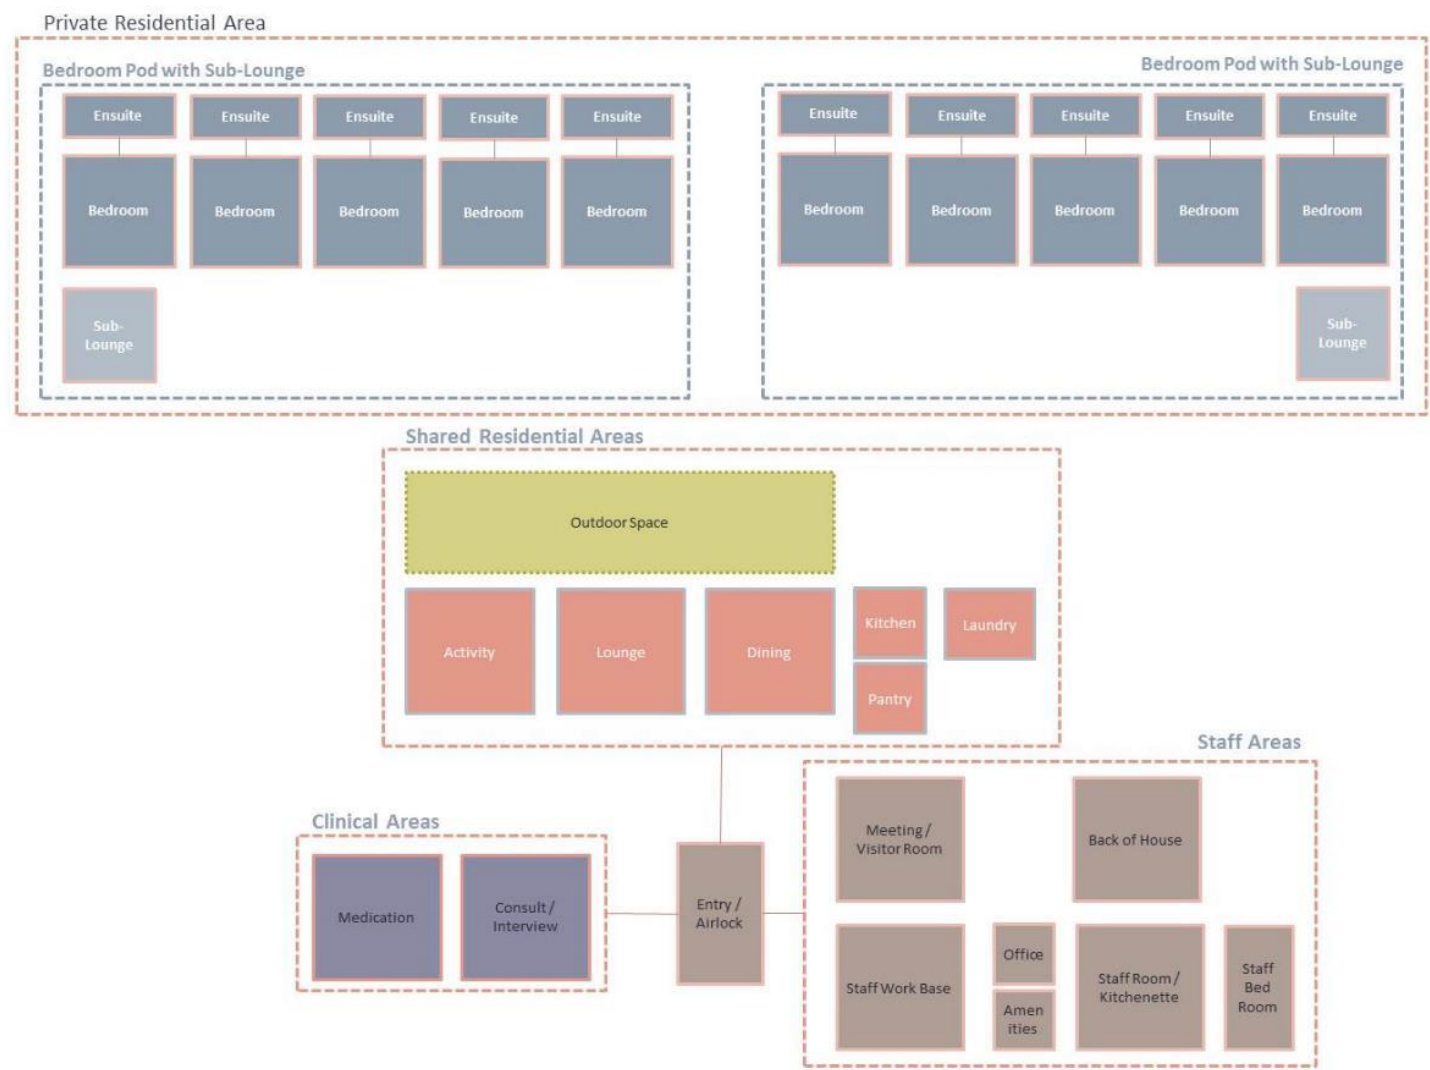 Private Residential Area
Bedroom Pod with Sub-Lounge
Bedroom Pod with Sub-Lounge
Ensuite
Ensuite
Ensuite
Ensuite
Ensuite
Ensuite
Ensuite
Ensuite
Ensuite
Ensuite
Bedroom
Bedroom
Bedroom
Bedroom
Bedroom
Bedroom
Bedroom
Bedroom
Bedroom
Bedroom
Sub-
Lounge
Sub-
Lounge
Shared Residential Areas
Outdoor Space
Activity
Lounge
Dining
Kitchen
Pantry
Laundry
Clinical Areas
Medication
Consult /
Interview
Entry /
Airlock
Staff Areas
Meeting /
Visitor Room
Back of House
Staff Work Base
Office
Amen
ities
Staff Room /
Kitchenette
Staff
Bed
Room